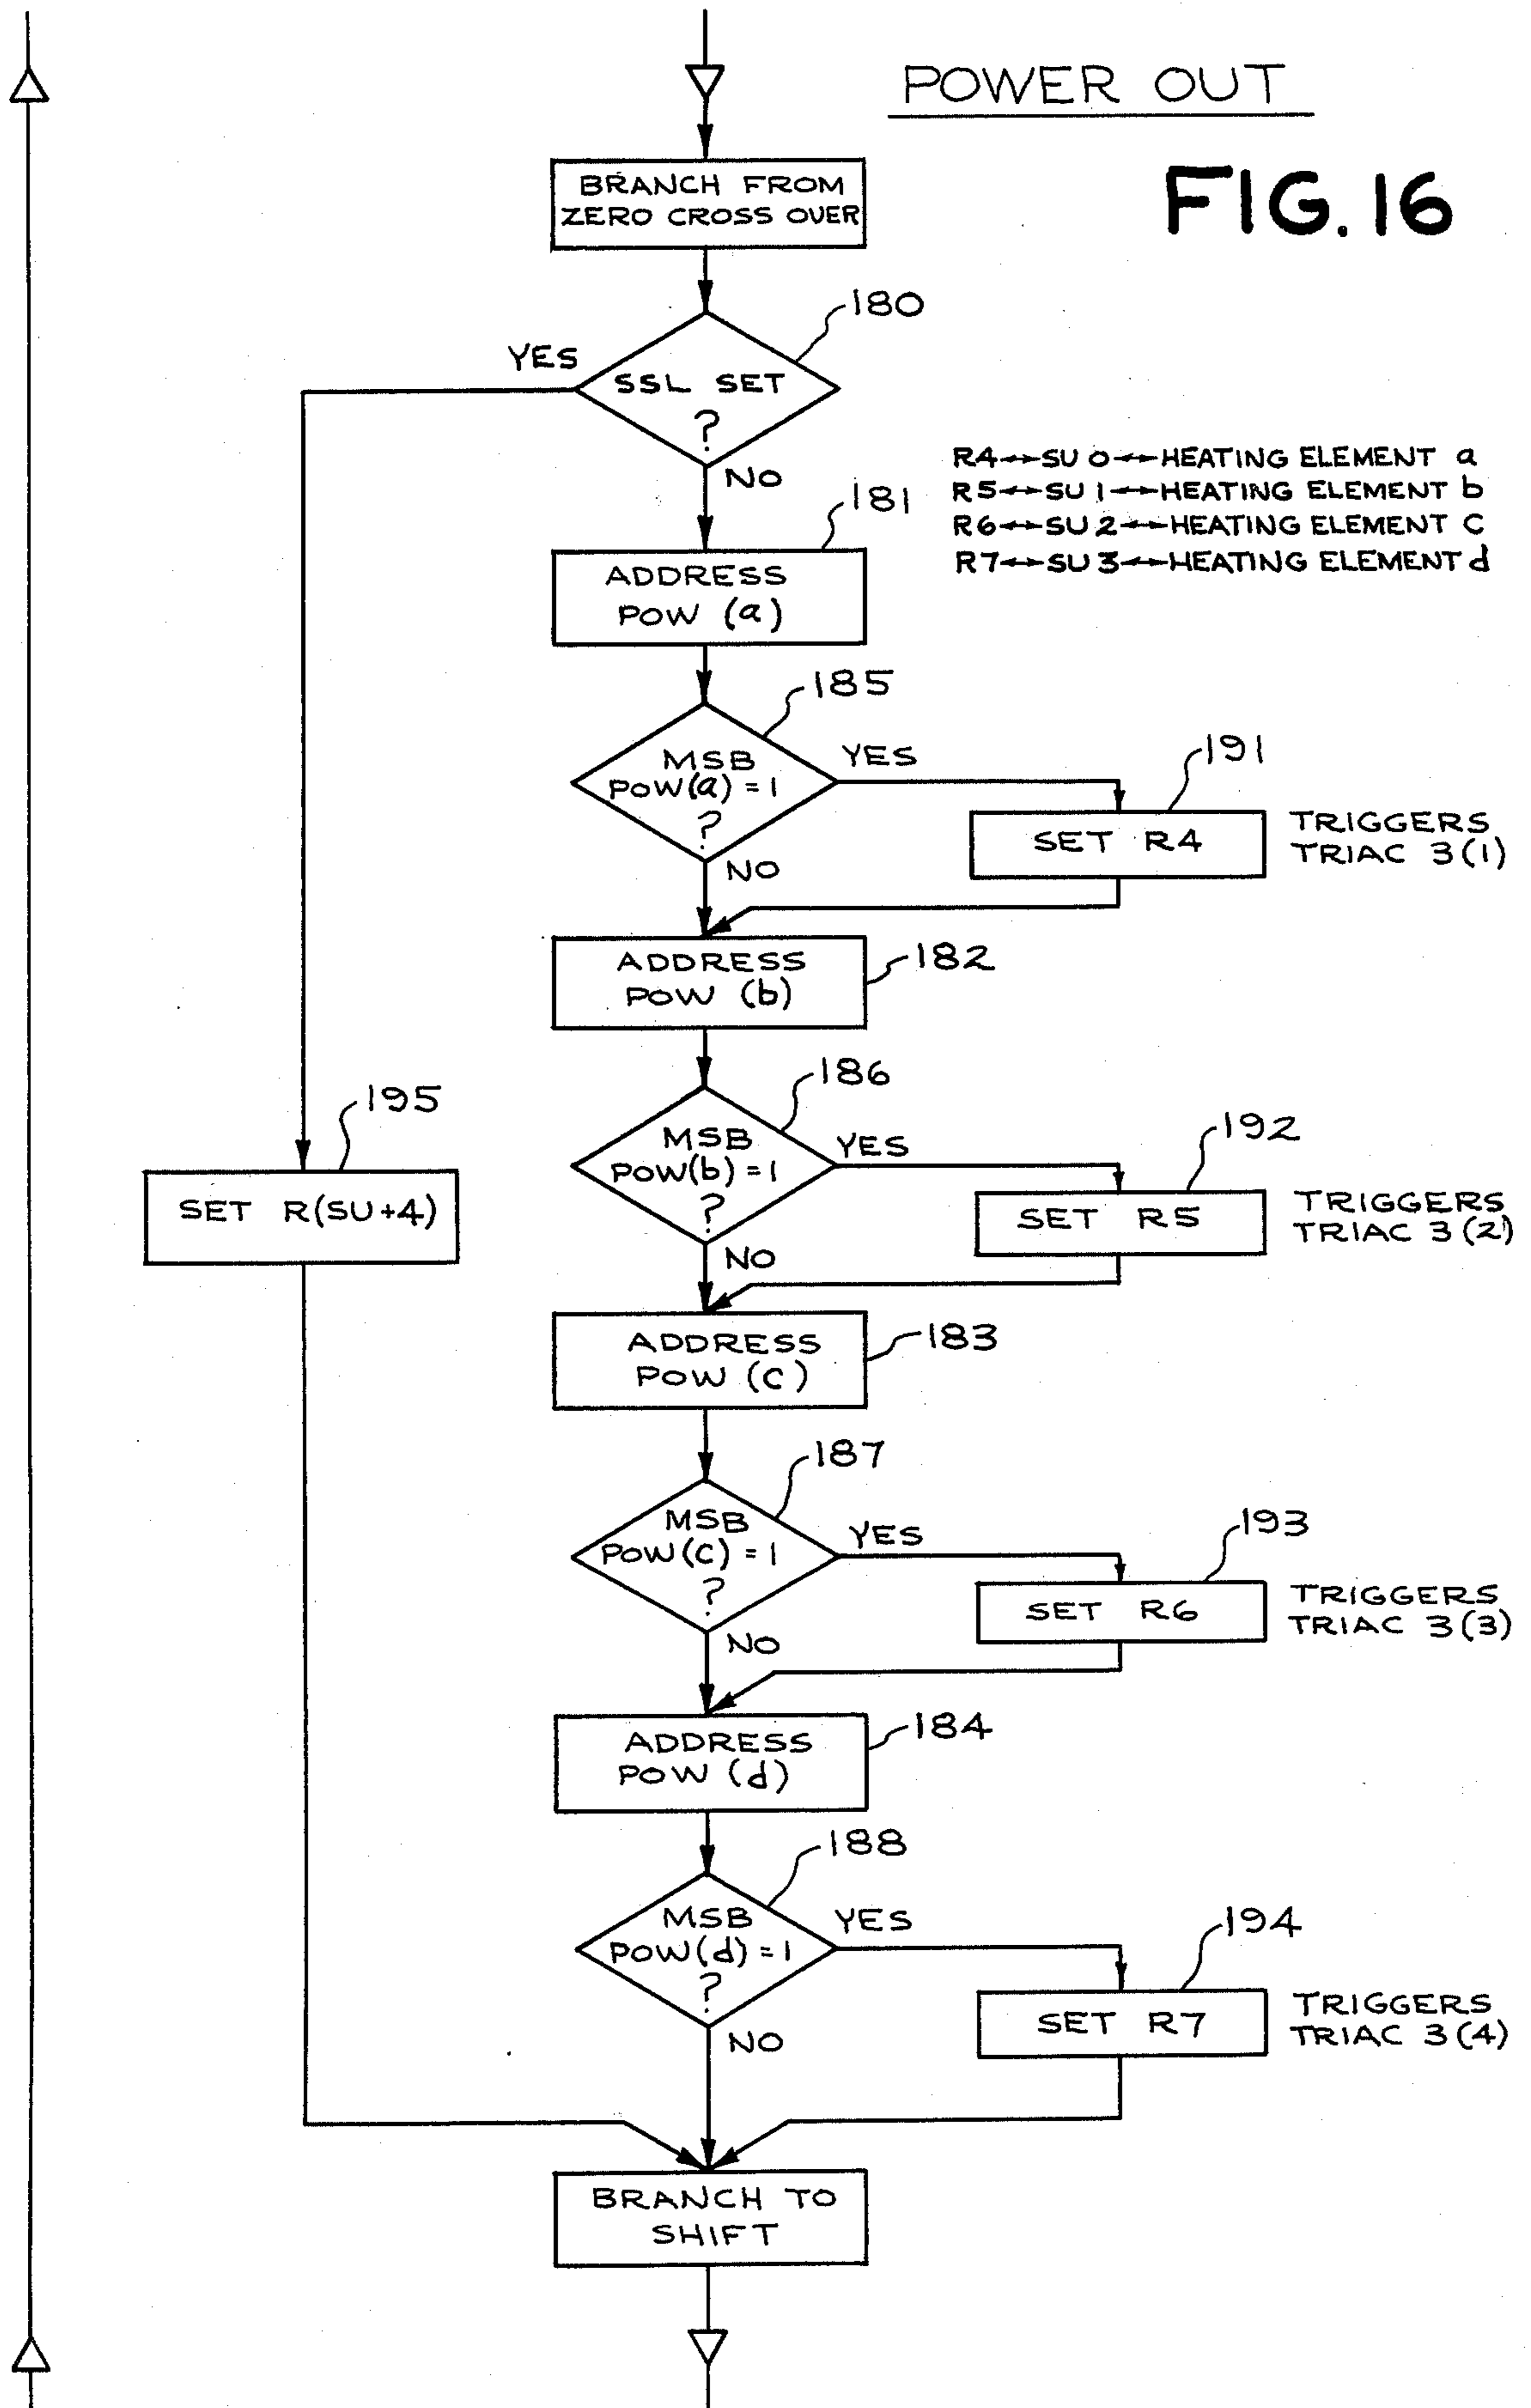 POWER OUT
FIG. 16
BRANCH FROM
ZERO CROSS OVER
180
YES
SSL SET
?
NO
R4↔SU 0↔HEATING ELEMENT a
R5↔SU 1↔HEATING ELEMENT b
R6↔SU 2↔HEATING ELEMENT c
R7↔SU 3↔HEATING ELEMENT d
181
ADDRESS
POW (a)
185
MSB
POW(a) = 1
?
YES
191
SET R4
TRIGGERS
TRIAC 3(1)
NO
ADDRESS
POW (b)
182
186
MSB
POW(b) = 1
?
YES
192
SET R5
TRIGGERS
TRIAC 3(2)
195
SET R(SU+4)
NO
ADDRESS
POW (c)
183
187
MSB
POW(c) = 1
?
YES
193
SET R6
TRIGGERS
TRIAC 3(3)
NO
ADDRESS
POW (d)
184
188
MSB
POW(d) = 1
?
YES
194
SET R7
TRIGGERS
TRIAC 3(4)
NO
BRANCH TO
SHIFT